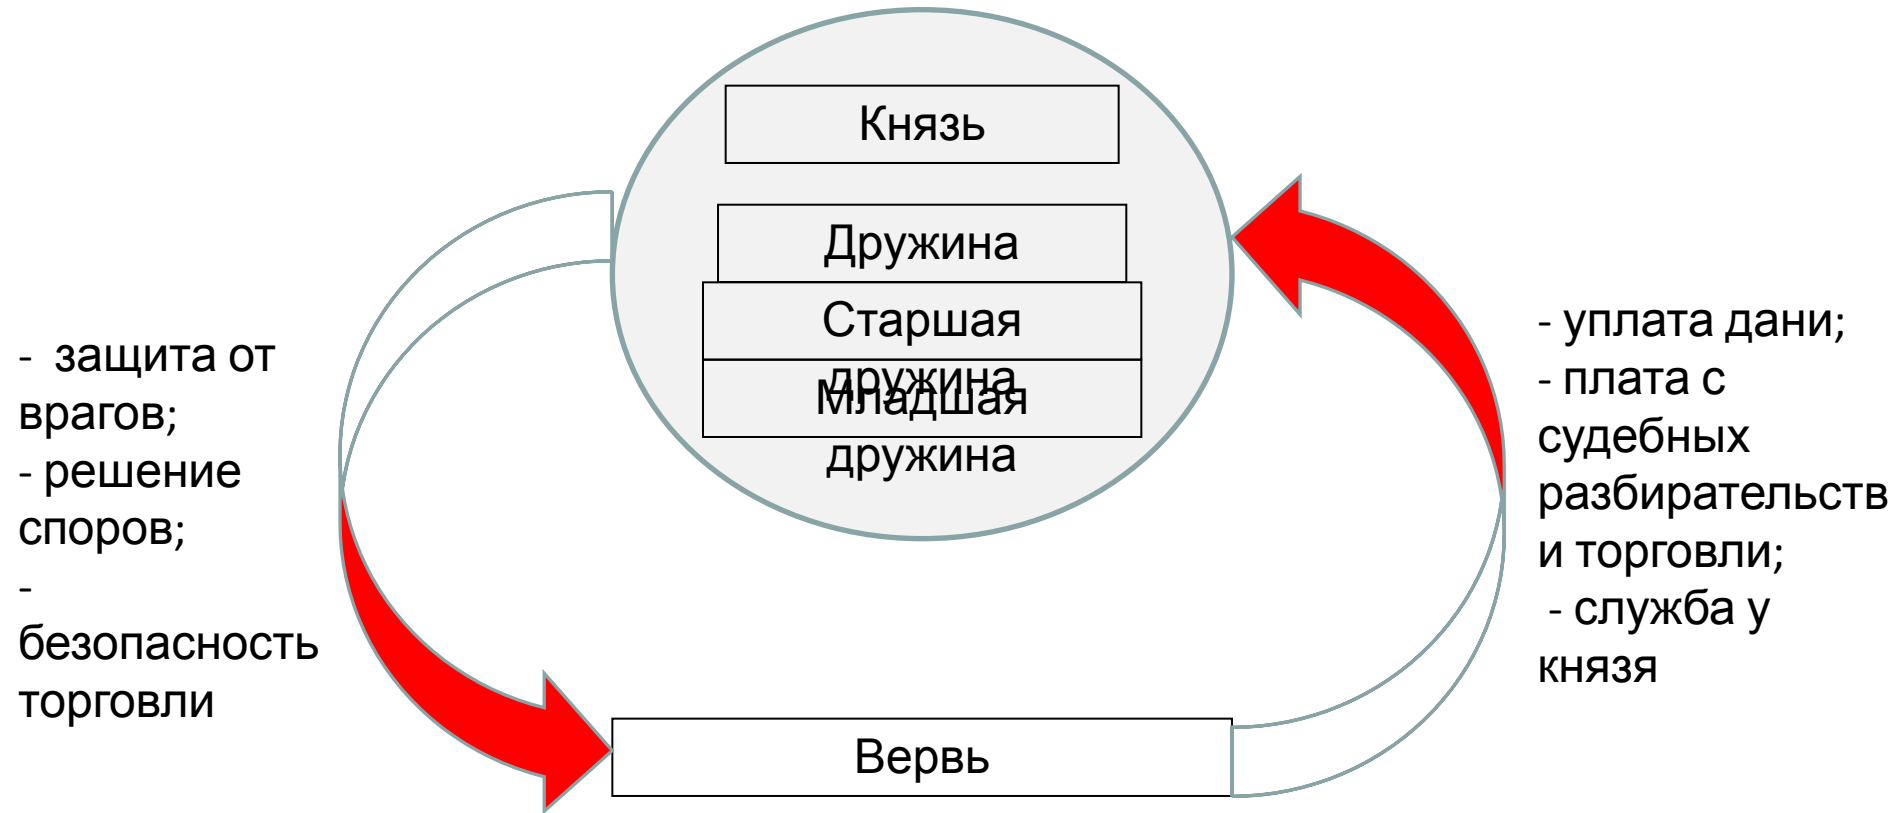 Князь
Дружина
Старшая
дружина
Младшая
дружина
- защита от
врагов;
- решение
споров;
-
безопасность
торговли
- уплата дани;
- плата с
судебных
разбирательств
и торговли;
- служба у
князя
Вервь